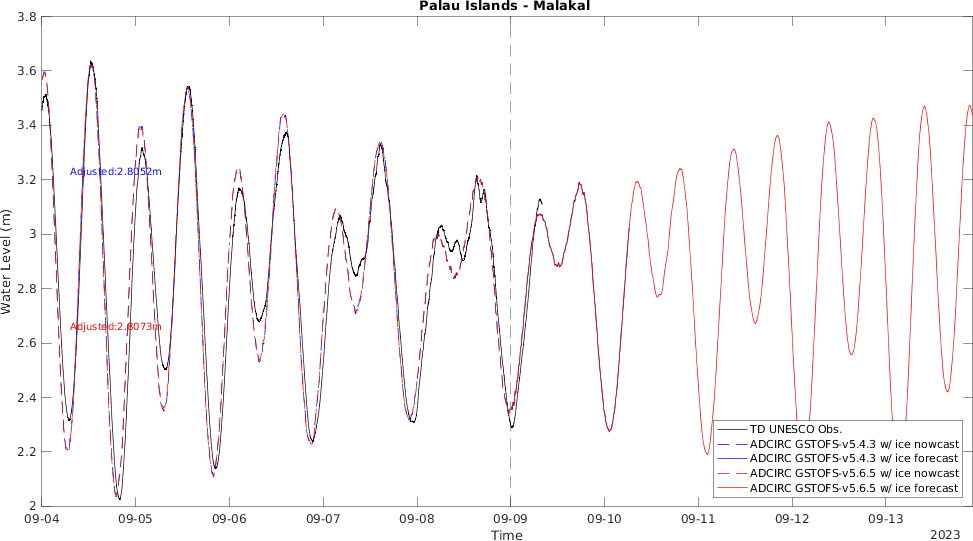 Palau Islands - Malakal
3.8
3.6
3.4
3.2
3
2.8
2.6
2.4
2.2
2
Water Level (m)
Adjusted:2.8052m
Adjusted:2.8073m
TD UNESCO Obs.
ADCIRC GSTOFS-v5.4.3 w/ ice nowcast
ADCIRC GSTOFS-v5.4.3 w/ ice forecast
ADCIRC GSTOFS-v5.6.5 w/ ice nowcast
ADCIRC GSTOFS-v5.6.5 w/ ice forecast
09-04 09-05 09-06 09-07 09-08 09-09 09-10 09-11 09-12 09-13
Time
2023